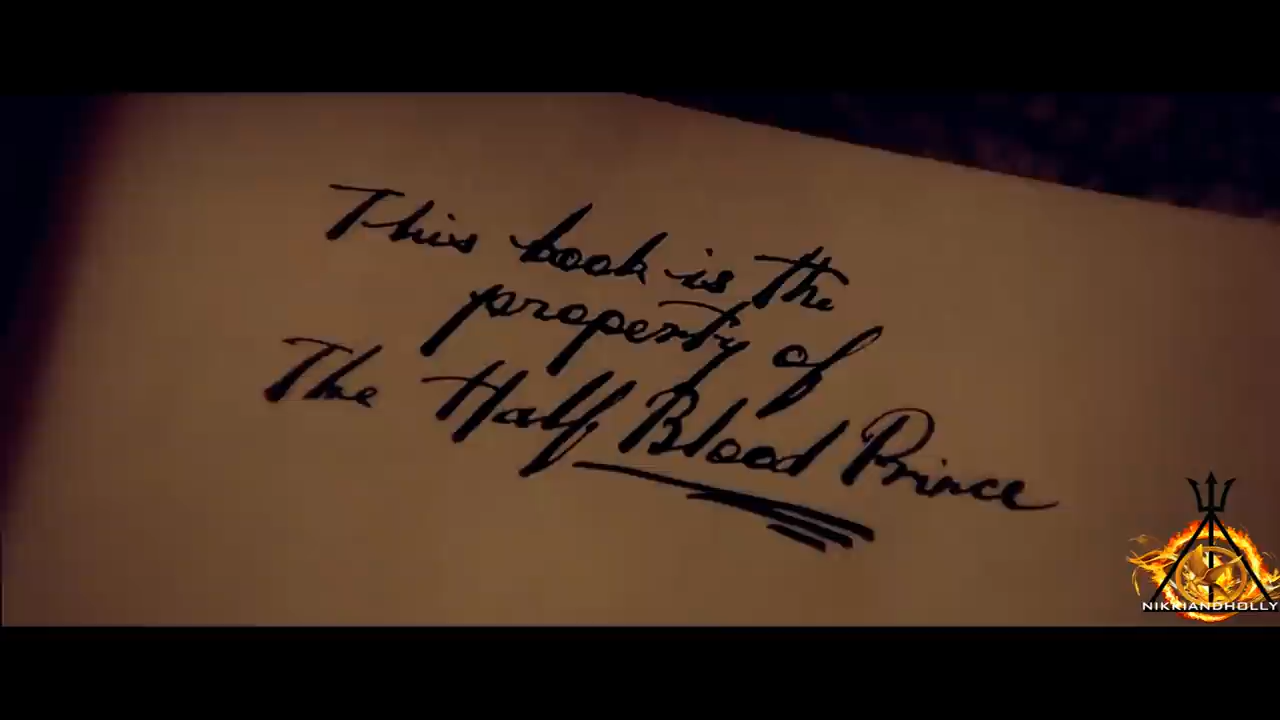 This book is the
property of
The Half Blood Prince
NIKKIANDHOLLY